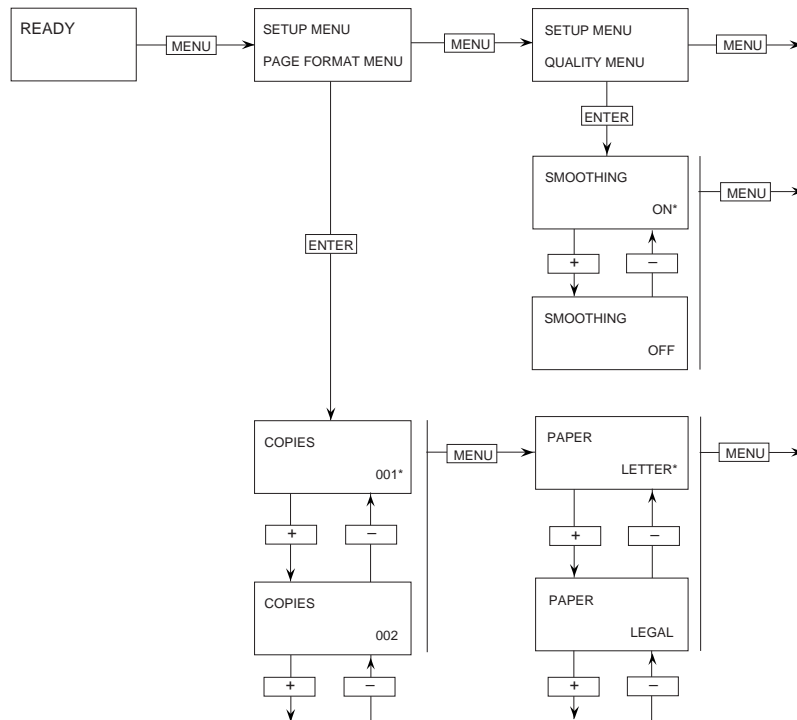 READY
MENU
SETUP MENU
PAGE FORMAT MENU
MENU
SETUP MENU
QUALITY MENU
MENU
ENTER
SMOOTHING
ON*
MENU
+
–
SMOOTHING
OFF
ENTER
COPIES
001*
MENU
PAPER
LETTER*
MENU
+
–
+
–
COPIES
002
PAPER
LEGAL
+
–
+
–